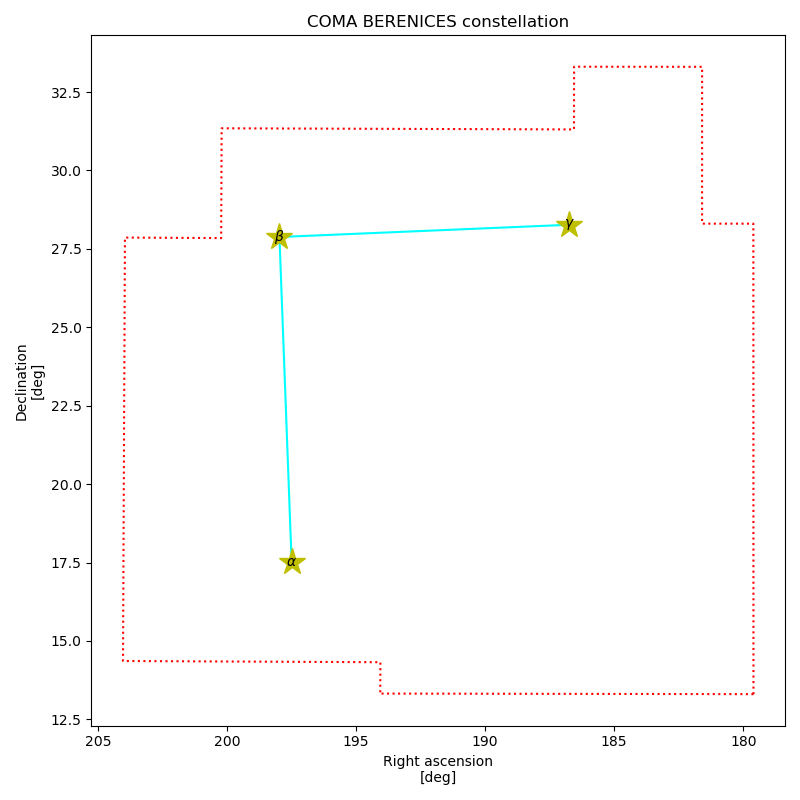 COMA BERENICES constellation
32.5
30.0
27.5
25.0
22.5
20.0
17.5
15.0
12.5
Declination
[deg]
β
γ
α
205
200
195
190
185
180
Right ascension
[deg]